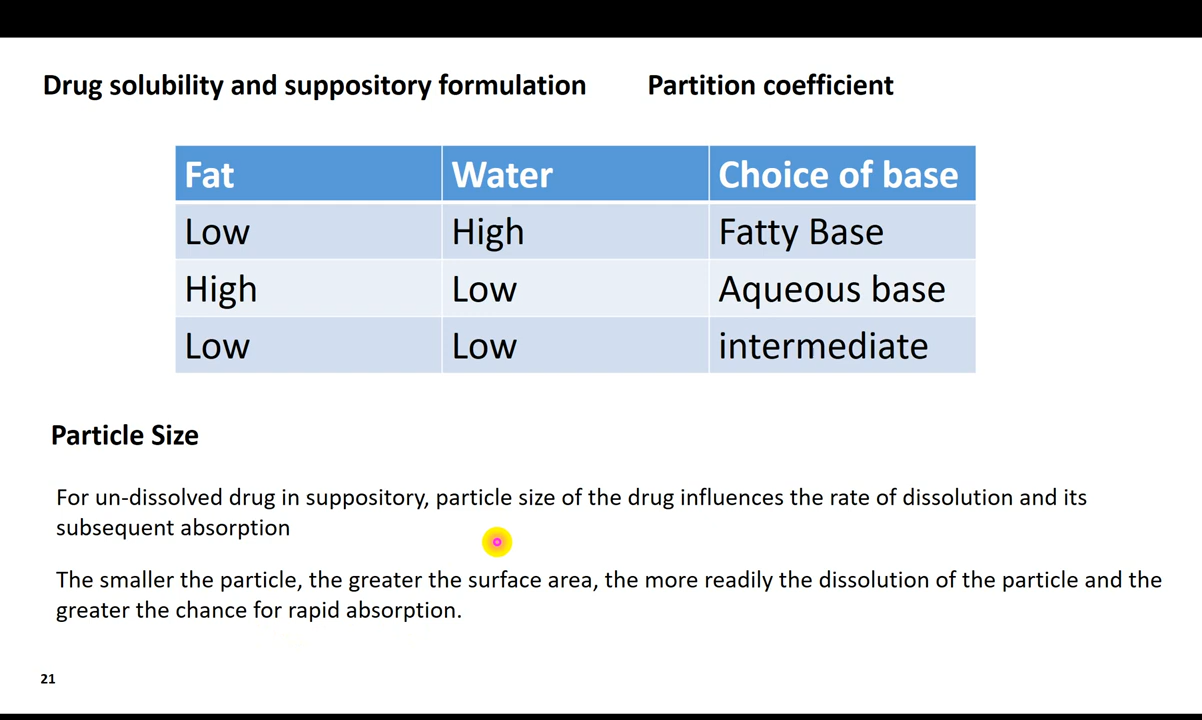 Drug solubility and suppository formulation Partition coefficient
Fat Water Choice of base
Low High Fatty Base
High Low Aqueous base
Low Low intermediate
Particle Size
For un-dissolved drug in suppository, particle size of the drug influences the rate of dissolution and its
subsequent absorption
The smaller the particle, the greater the surface area, the more readily the dissolution of the particle and the
greater the chance for rapid absorption.
21